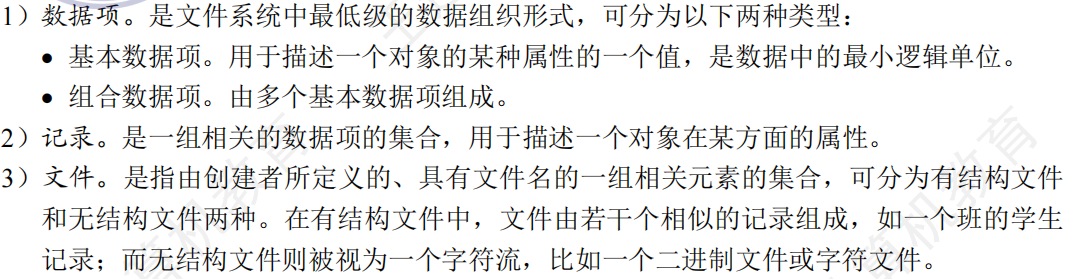 1）数据项。是文件系统中最低级的数据组织形式，可分为以下两种类型：
● 基本数据项。用于描述一个对象的某种属性的一个值，是数据中的最小逻辑单位。
● 组合数据项。由多个基本数据项组成。
2）记录。是一组相关的数据项的集合，用于描述一个对象在某方面的属性。
3）文件。是指由创建者所定义的、具有文件名的一组相关元素的集合，可分为有结构文件
和无结构文件两种。在有结构文件中，文件由若干个相似的记录组成，如一个班的学生
记录；而无结构文件则被视为一个字符流，比如一个二进制文件或字符文件。
算机教育
算机教育